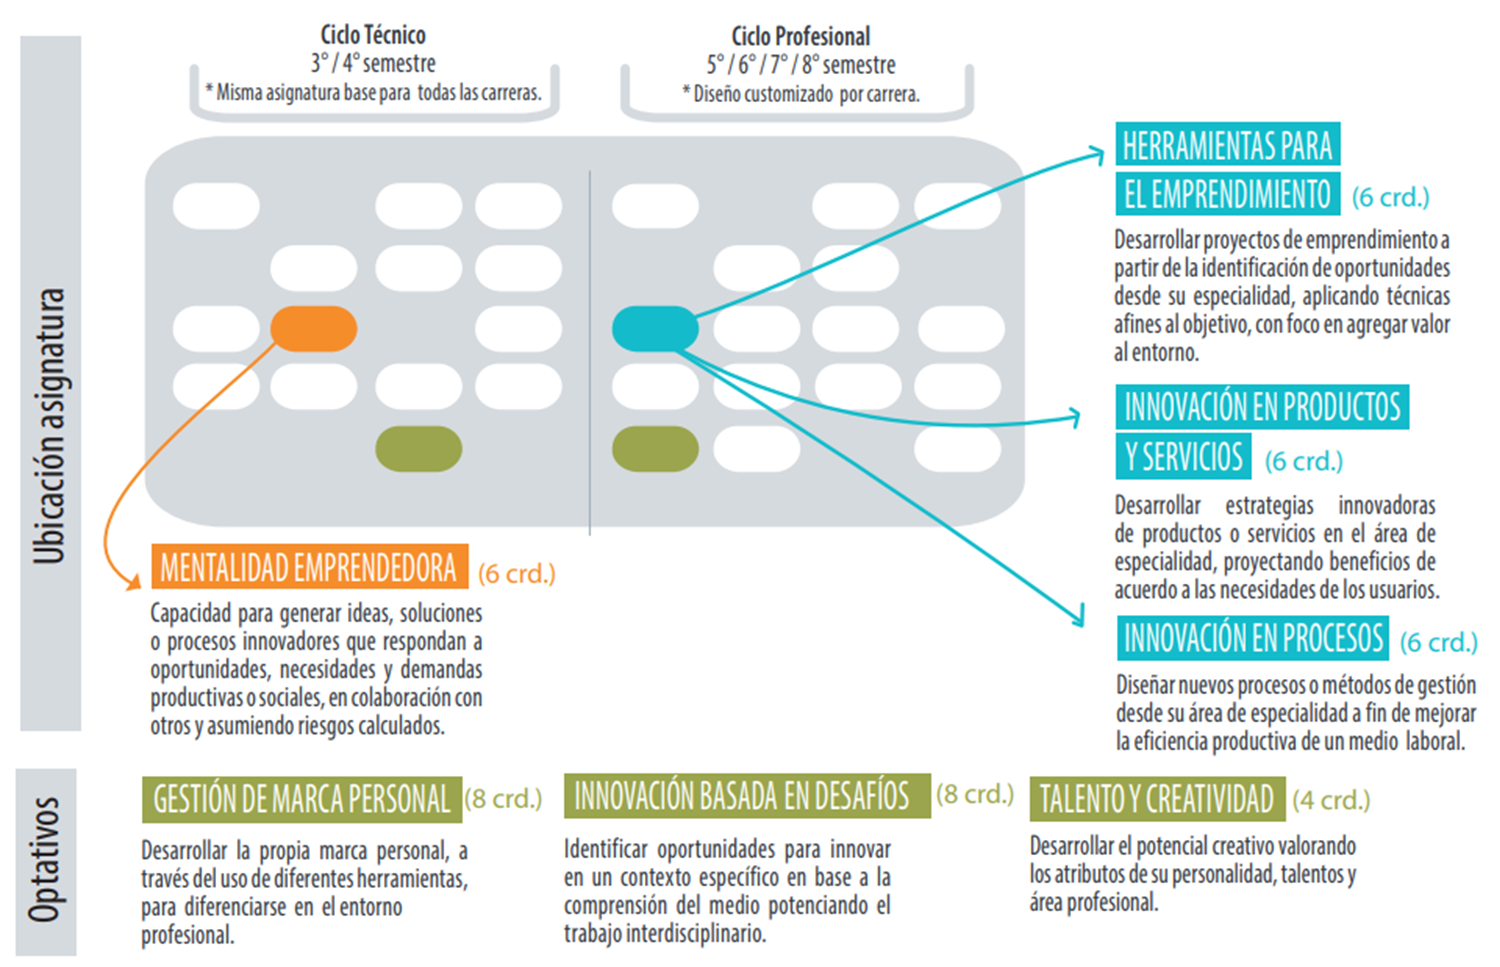 Ciclo Técnico
3° / 4° semestre
* Misma asignatura base para todas las carreras.
Ciclo Profesional
5° / 6° / 7° / 8° semestre
* Diseño customizado por carrera.
Ubicación asignatura
HERRAMIENTAS PARA
EL EMPRENDIMIENTO (6 crd.)
Desarrollar proyectos de emprendimiento a
partir de la identificación de oportunidades
desde su especialidad, aplicando técnicas
afines al objetivo, con foco en agregar valor
al entorno.
INNOVACIÓN EN PRODUCTOS
Y SERVICIOS (6 crd.)
Desarrollar estrategias innovadoras
de productos o servicios en el área de
especialidad, proyectando beneficios de
acuerdo a las necesidades de los usuarios.
INNOVACIÓN EN PROCESOS (6 crd.)
Diseñar nuevos procesos o métodos de gestión
desde su área de especialidad a fin de mejorar
la eficiencia productiva de un medio laboral.
MENTALIDAD EMPRENDEDORA (6 crd.)
Capacidad para generar ideas, soluciones
o procesos innovadores que respondan a
oportunidades, necesidades y demandas
productivas o sociales, en colaboración con
otros y asumiendo riesgos calculados.
Optativos
GESTIÓN DE MARCA PERSONAL (8 crd.)
Desarrollar la propia marca personal, a
través del uso de diferentes herramientas,
para diferenciarse en el entorno
profesional.
INNOVACIÓN BASADA EN DESAFÍOS (8 crd.)
Identificar oportunidades para innovar
en un contexto específico en base a la
comprensión del medio potenciando el
trabajo interdisciplinario.
TALENTO Y CREATIVIDAD (4 crd.)
Desarrollar el potencial creativo valorando
los atributos de su personalidad, talentos y
área profesional.